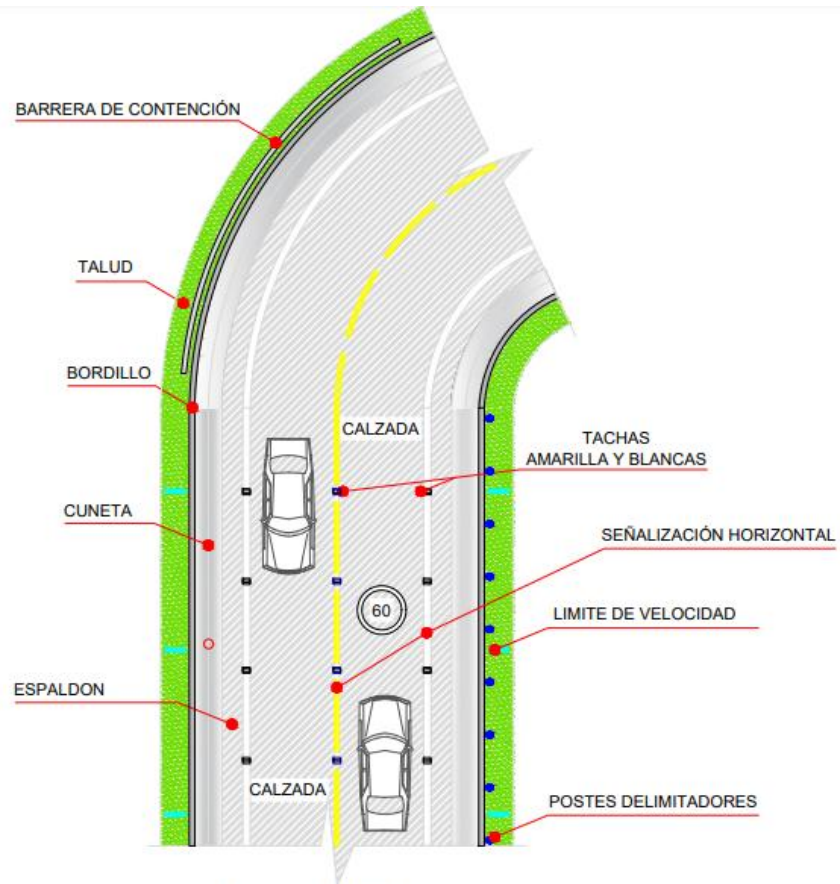 BARRERA DE CONTENCIÓN
TALUD
BORDILLO
CALZADA
TACHAS
AMARILLA Y BLANCAS
CUNETA
SEÑALIZACIÓN HORIZONTAL
60
LIMITE DE VELOCIDAD
ESPALDON
CALZADA
POSTES DELIMITADORES